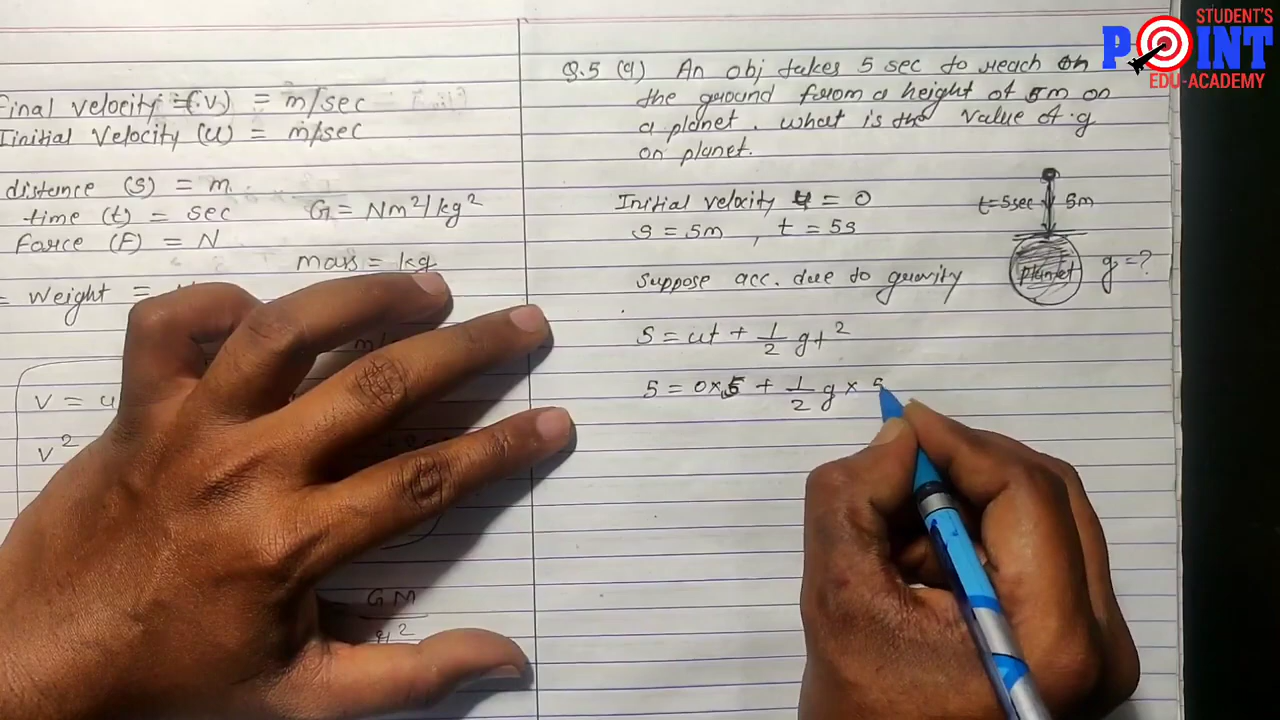 STUDENT'S
POINT
EDU-ACADEMY
Final velocity = (v) = m/sec
Iinitial Velocity (u) = m/sec
distance (s) = m
time (t) = sec
G = Nm²/kg²
Force (F) = N
mass = kg
= Weight =
m/
V = u
V²
GM
Q.5 (a) An obj takes 5 sec to reach on
the ground from a height of 5m on
a planet. what is the value of g
on planet.
Initial velocity u = 0
s = 5m , t = 5s
t=5sec
5m
planet
g=?
Suppose acc. due to gravity
S = ut + 1/2 gt²
5 = 0×5 + 1/2 g × 5